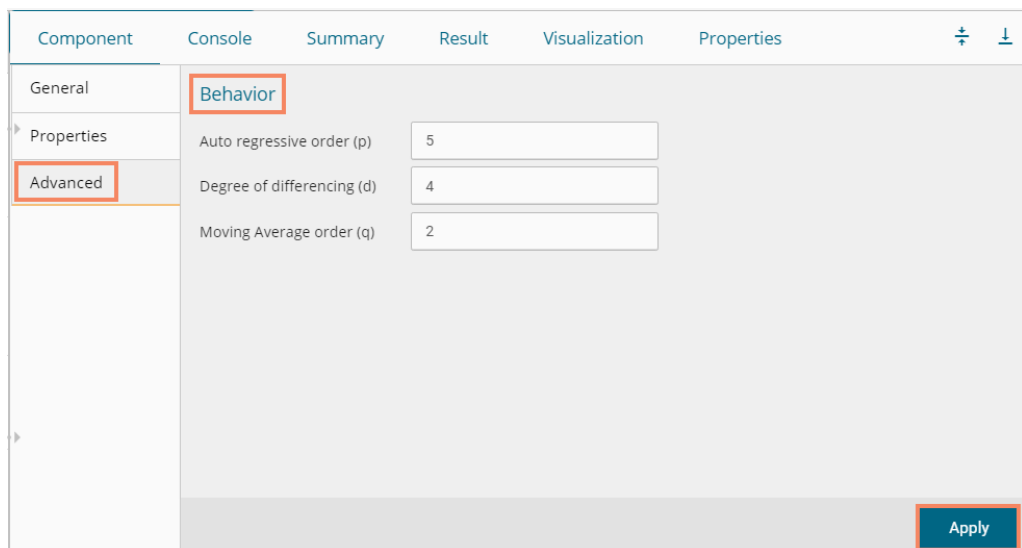 Component Console Summary Result Visualization Properties
General
Behavior
Properties
Auto regressive order (p) 5
Advanced
Degree of differencing (d) 4
Moving Average order (q) 2
Apply